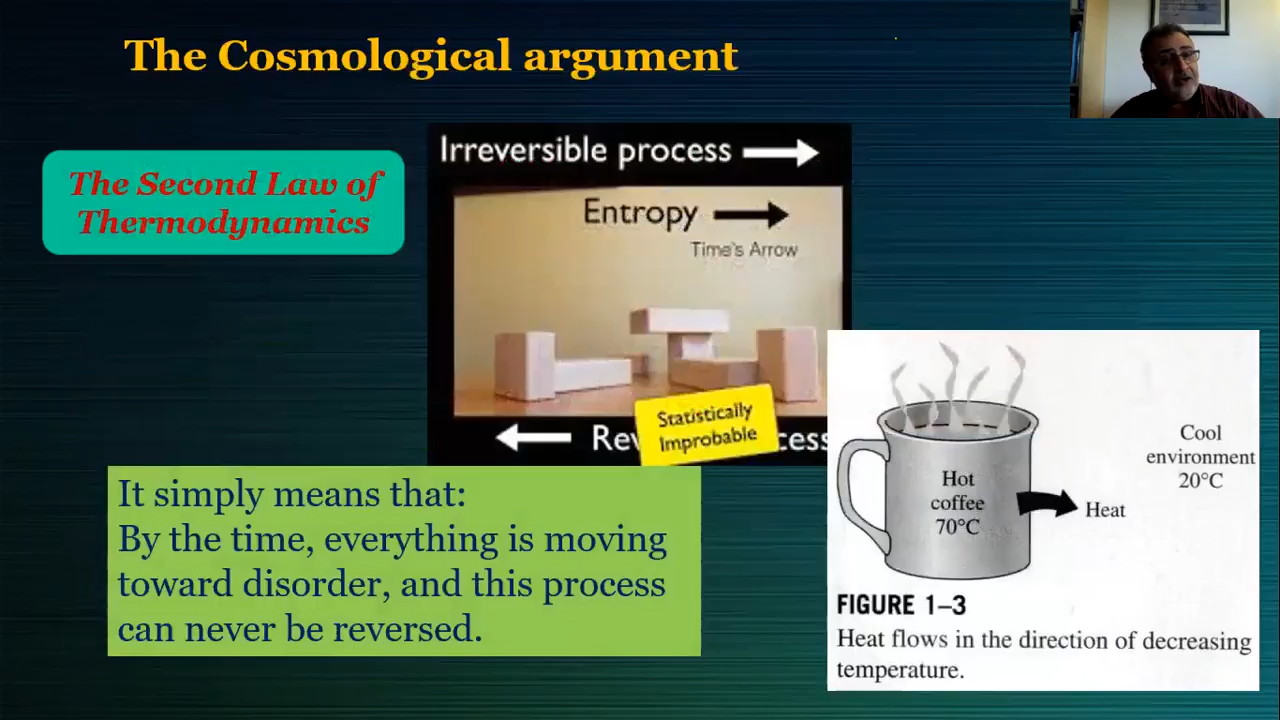 The Cosmological argument
The Second Law of
Thermodynamics
Irreversible process
Entropy
Time's Arrow
Statistically
Improbable
It simply means that:
By the time, everything is moving
toward disorder, and this process
can never be reversed.
Hot
coffee
70°C
Heat
Cool
environment
20°C
FIGURE 1–3
Heat flows in the direction of decreasing
temperature.